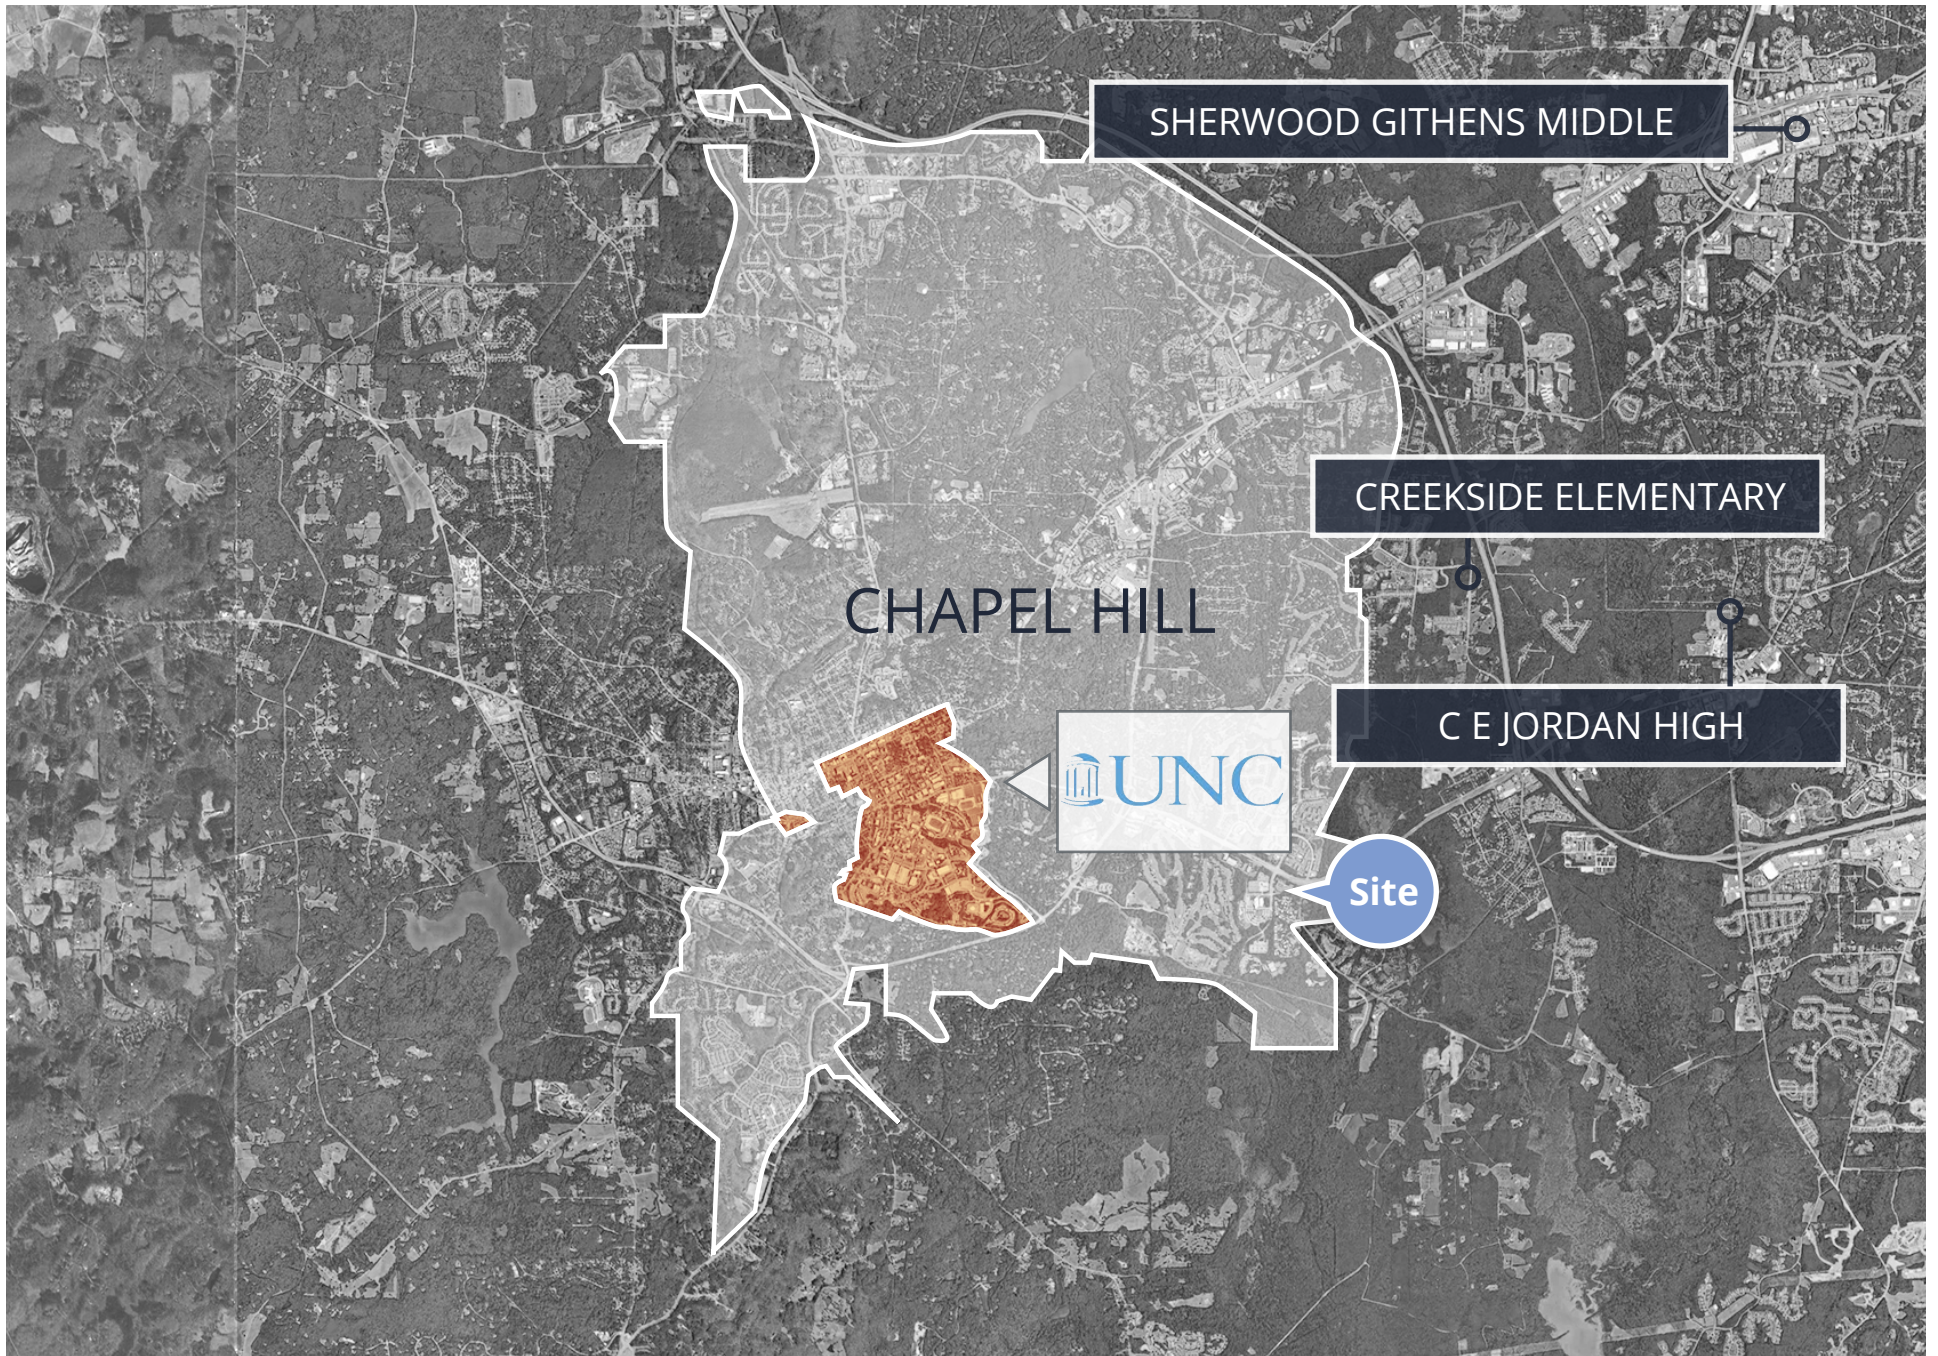 SHERWOOD GITHENS MIDDLE
CREEKSIDE ELEMENTARY
CHAPEL HILL
C E JORDAN HIGH
UNC
Site